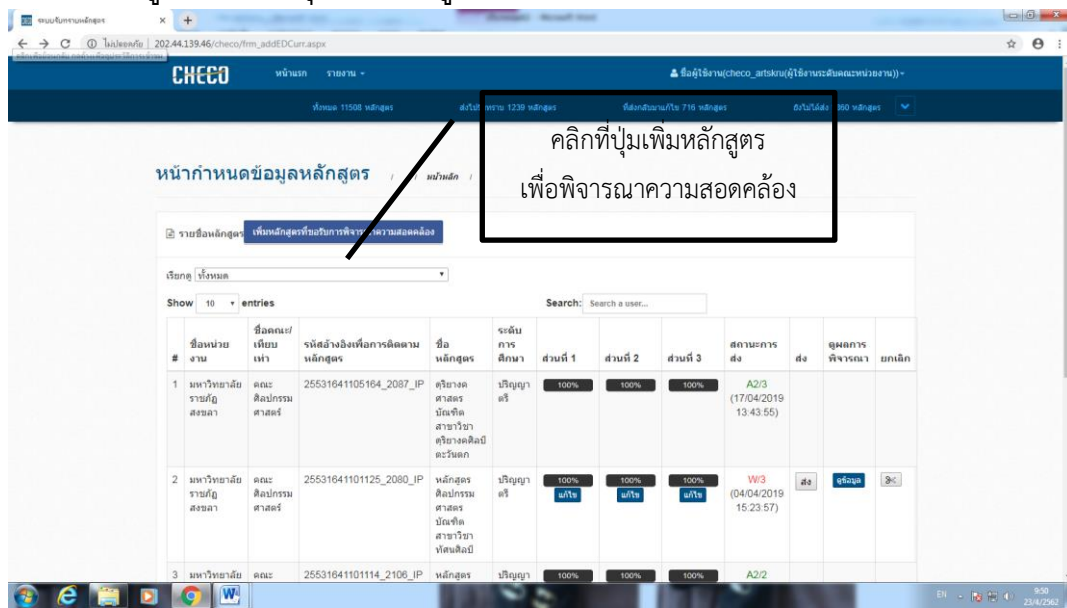 ระบบรับทราบหลักสูตร
ไม่ปลอดภัย | 202.44.139.46/checo/frm_addEDCurr.aspx
CHECO หน้าแรก รายงาน ชื่อผู้ใช้งาน(checo_artskru(ผู้ใช้งานระดับคณะหน่วยงาน))
ทั้งหมด 11508 หลักสูตร ที่ส่งกลับมาแก้ไข 716 หลักสูตร
คลิกที่ปุ่มเพิ่มหลักสูตร
เพื่อพิจารณาความสอดคล้อง
หน้ากำหนดข้อมูลหลักสูตร / / หน้าหลัก /
รายชื่อหลักสูตร เพิ่มหลักสูตรที่ขอรับการพิจารณาความสอดคล้อง
เรียกดู ทั้งหมด
Show 10 entries Search: Search a user...
# ชื่อหน่วยงาน ชื่อคณะ/เทียบเท่า รหัสอ้างอิงเพื่อการติดตามหลักสูตร ชื่อหลักสูตร ระดับการศึกษา ส่วนที่ 1 ส่วนที่ 2 ส่วนที่ 3 สถานะการส่ง ส่ง ดูผลการพิจารณา ยกเลิก
1 มหาวิทยาลัย คณะ 25531641105164_2087_IP ดุริยางค ปริญญา 100% 100% 100% A2/3
ราชภัฏ ศิลปกรรม ศาสตร ตรี (17/04/2019
สงขลา ศาสตร์ บัณฑิต 13:43:55)
สาขาวิชา
ดุริยางคศิลป์
ตะวันตก
2 มหาวิทยาลัย คณะ 25531641101125_2080_IP หลักสูตร ปริญญา 100% 100% 100% W/3 ส่ง ดูข้อมูล
ราชภัฏ ศิลปกรรม ศิลปกรรม ตรี แก้ไข แก้ไข แก้ไข (04/04/2019
สงขลา ศาสตร์ ศาสตร 15:23:57)
บัณฑิต
สาขาวิชา
ทัศนศิลป์
3 มหาวิทยาลัย คณะ 25531641101114_2106_IP หลักสูตร ปริญญา 100% 100% 100% A2/2
EN 9:50
23/4/2562